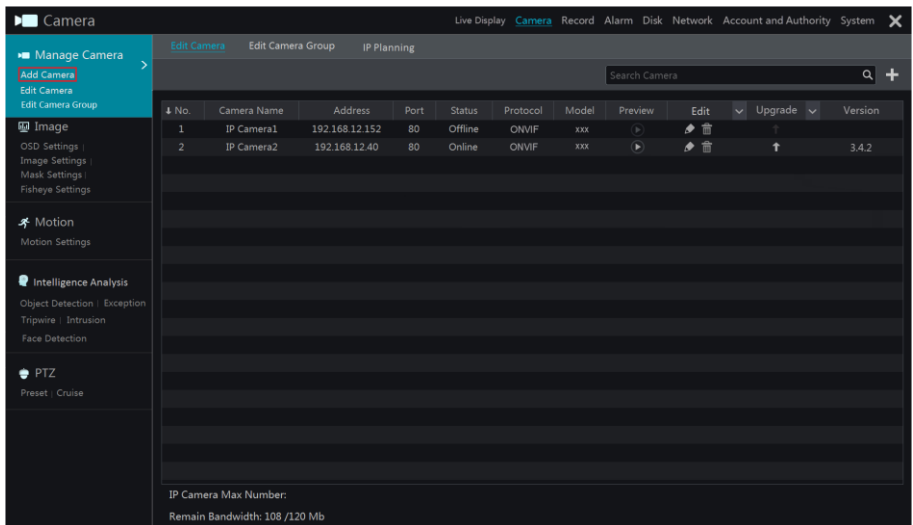 Camera
Live Display Camera Record Alarm Disk Network Account and Authority System
Manage Camera
Add Camera
Edit Camera
Edit Camera Group
Image
OSD Settings |
Image Settings |
Mask Settings |
Fisheye Settings
Motion
Motion Settings
Intelligence Analysis
Object Detection | Exception
Tripwire | Intrusion
Face Detection
PTZ
Preset | Cruise
Edit Camera Edit Camera Group IP Planning
Search Camera
No. Camera Name Address Port Status Protocol Model Preview Edit Upgrade Version
1 IP Camera1 192.168.12.152 80 Offline ONVIF xxx
2 IP Camera2 192.168.12.40 80 Online ONVIF xxx 3.4.2
IP Camera Max Number:
Remain Bandwidth: 108 /120 Mb